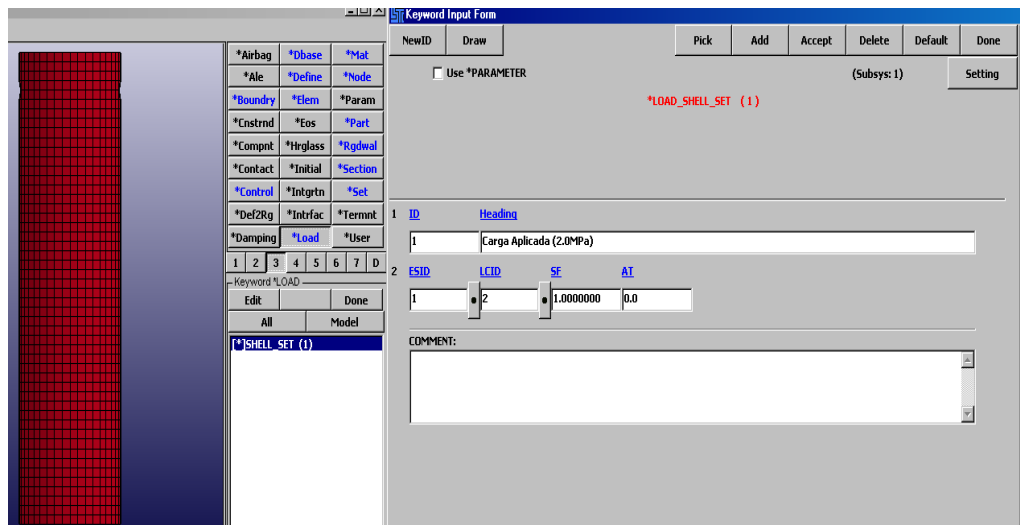 Keyword Input Form
NewID Draw Pick Add Accept Delete Default Done
Use *PARAMETER (Subsys: 1) Setting
*LOAD_SHELL_SET (1)
*Airbag *Dbase *Mat
*Ale *Define *Node
*Boundry *Elem *Param
*Cnstrnd *Eos *Part
*Compnt *Hrglass *Rgdwal
*Contact *Initial *Section
*Control *Intgrtn *Set
*Def2Rg *Intrfac *Termnt
*Damping *Load *User
1 2 3 4 5 6 7 D
Keyword *LOAD
Edit Done
All Model
[*]SHELL_SET (1)
1 ID Heading
1 Carga Aplicada (2.0MPa)
2 ESID LCID SF AT
1 2 1.0000000 0.0
COMMENT: